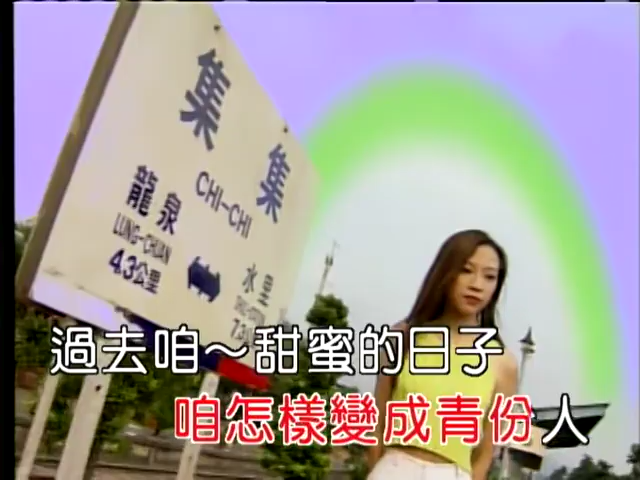 集集
CHI-CHI
龍泉
LUNG-CHUAN
4.3公里
水里
過去咱~甜蜜的日子
咱怎樣變成青份人